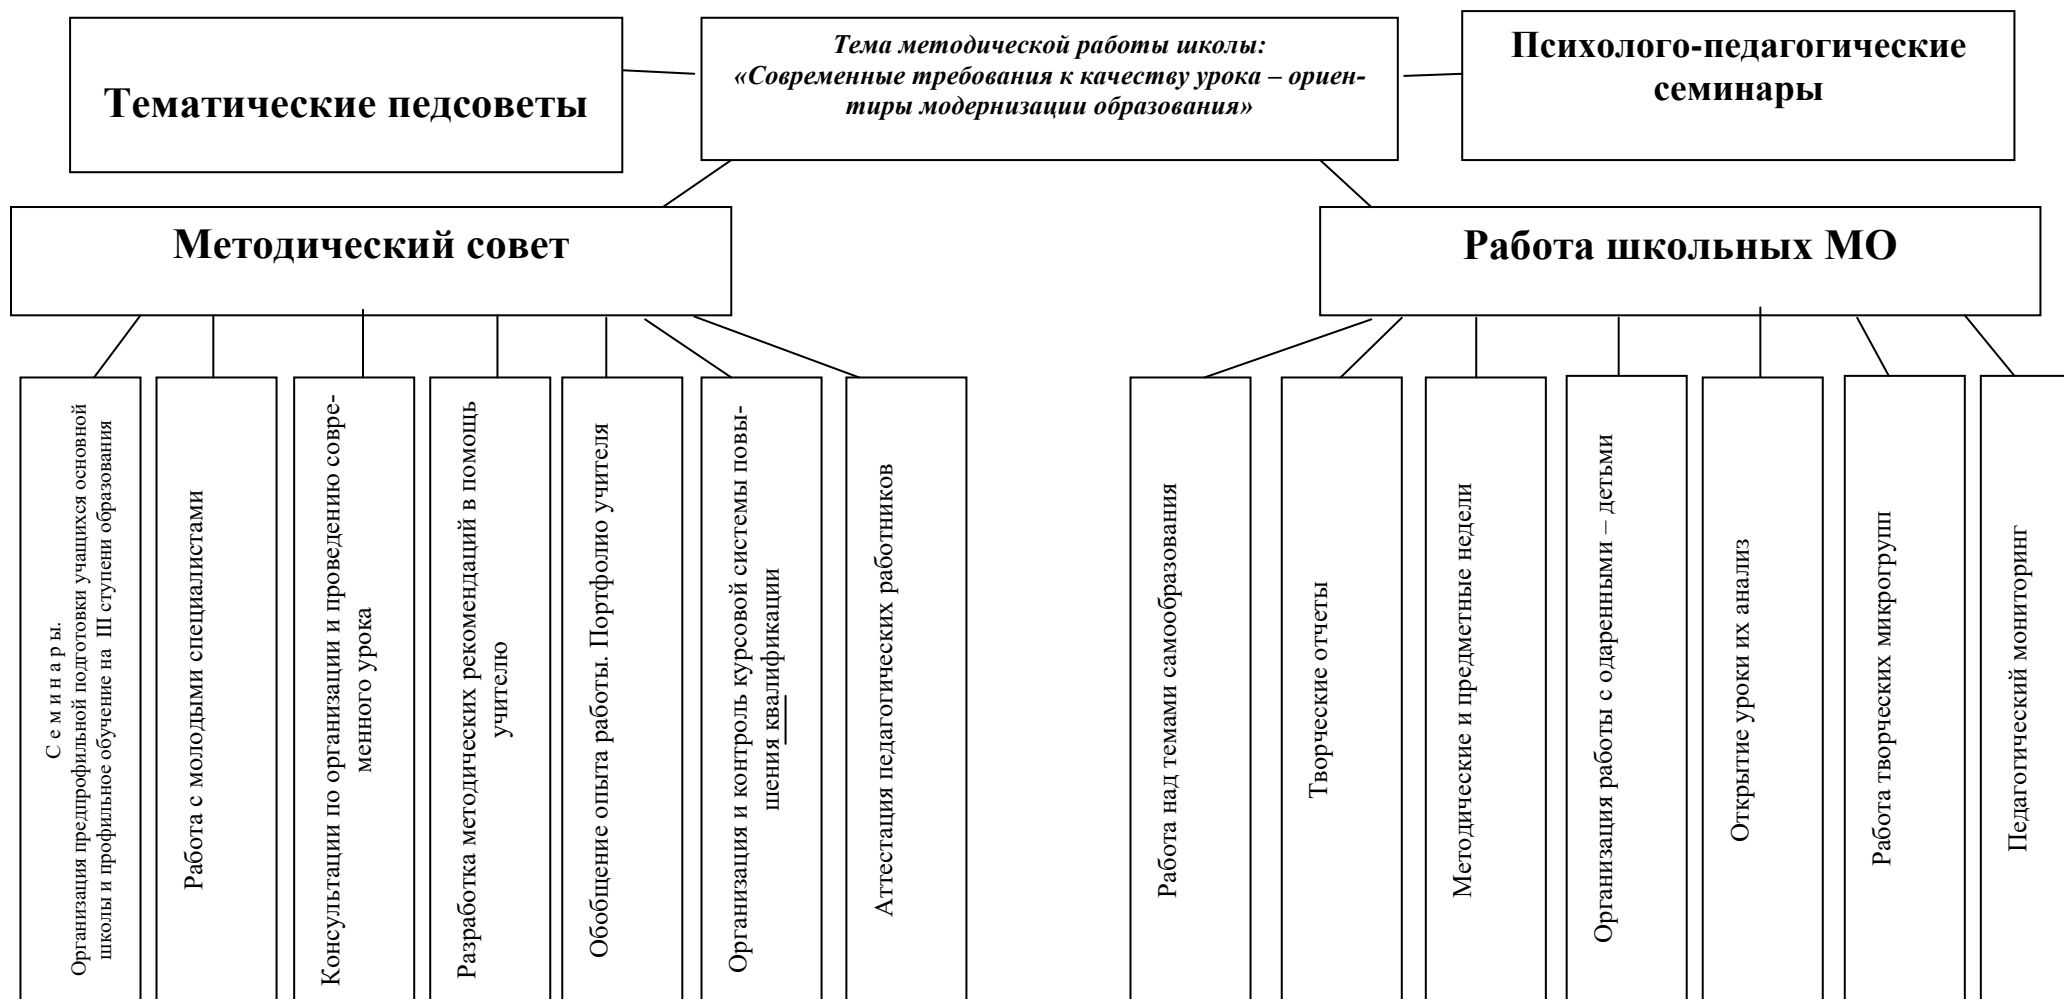 Тематические педсоветы
Тема методической работы школы:
«Современные требования к качеству урока – ориен-
тиры модернизации образования»
Психолого-педагогические
семинары
Методический совет
Работа школьных МО
С е м и н а р ы.
Организация предпрофильной подготовки учащихся основной
школы и профильное обучение на III ступени образования
Работа с молодыми специалистами
Консультации по организации и проведению совре-
менного урока
Разработка методических рекомендаций в помощь
учителю
Обобщение опыта работы. Портфолио учителя
Организация и контроль курсовой системы повы-
шения квалификации
Аттестация педагогических работников
Работа над темами самообразования
Творческие отчеты
Методические и предметные недели
Организация работы с одаренными – детьми
Открытие уроки их анализ
Работа творческих микрогрупп
Педагогический мониторинг